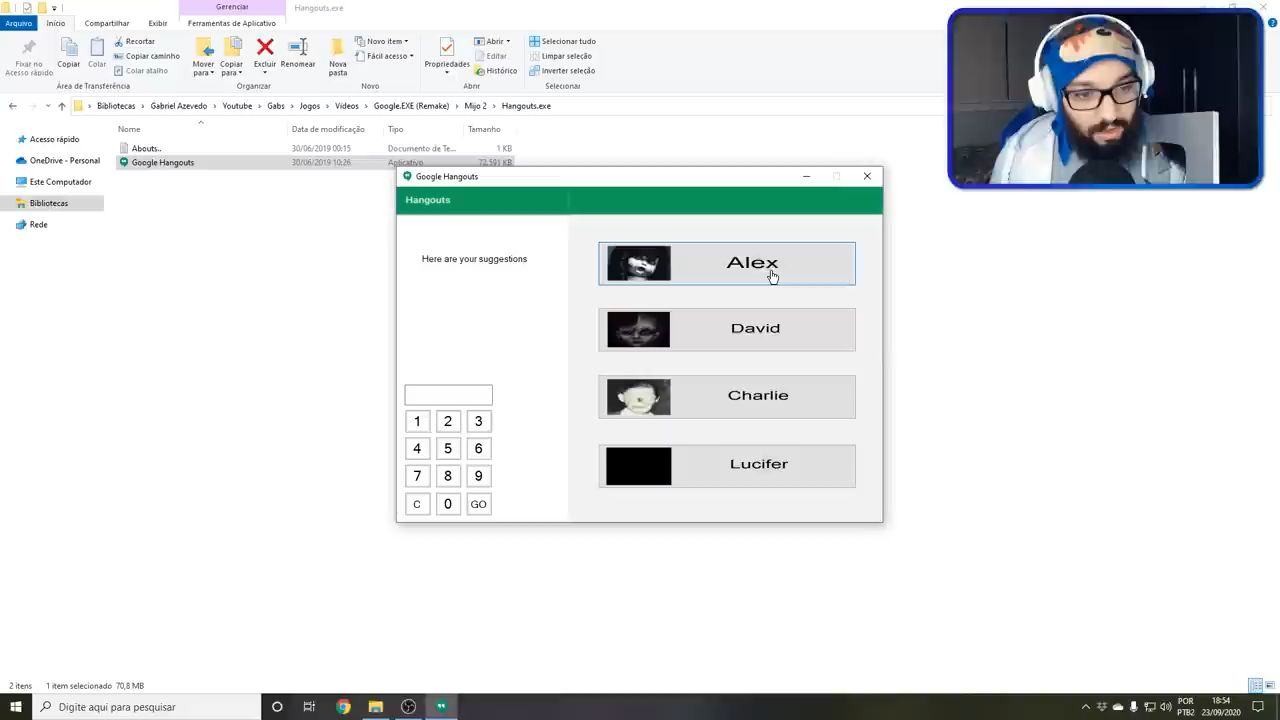 Gerenciar
Hangouts.exe
Arquivo
Início
Compartilhar
Exibir
Ferramentas de Aplicativo
Fixar no
Acesso rápido
Copiar
Colar
Recortar
Copiar caminho
Colar atalho
Área de Transferência
Mover
para
Copiar
para
Excluir
Renomear
Organizar
Nova
pasta
Novo item
Fácil acesso
Novo
Propriedades
Abrir
Editar
Histórico
Abrir
Selecionar tudo
Limpar seleção
Inverter seleção
Selecionar
Bibliotecas > Gabriel Azevedo > Youtube > Gabs > Jogos > Vídeos > Google.EXE (Remake) > Mijo 2 > Hangouts.exe
Nome
Data de modificação
Tipo
Tamanho
Acesso rápido
OneDrive - Personal
Este Computador
Bibliotecas
Rede
Abouts..
30/06/2019 00:15
Documento de Te...
1 KB
Google Hangouts
30/06/2019 10:26
Aplicativo
72.591 KB
Google Hangouts
Hangouts
Here are your suggestions
1 2 3
4 5 6
7 8 9
C 0 GO
Alex
David
Charlie
Lucifer
2 itens
1 item selecionado 70,8 MB
Digite aqui para pesquisar
POR
PTB2
18:54
23/09/2020